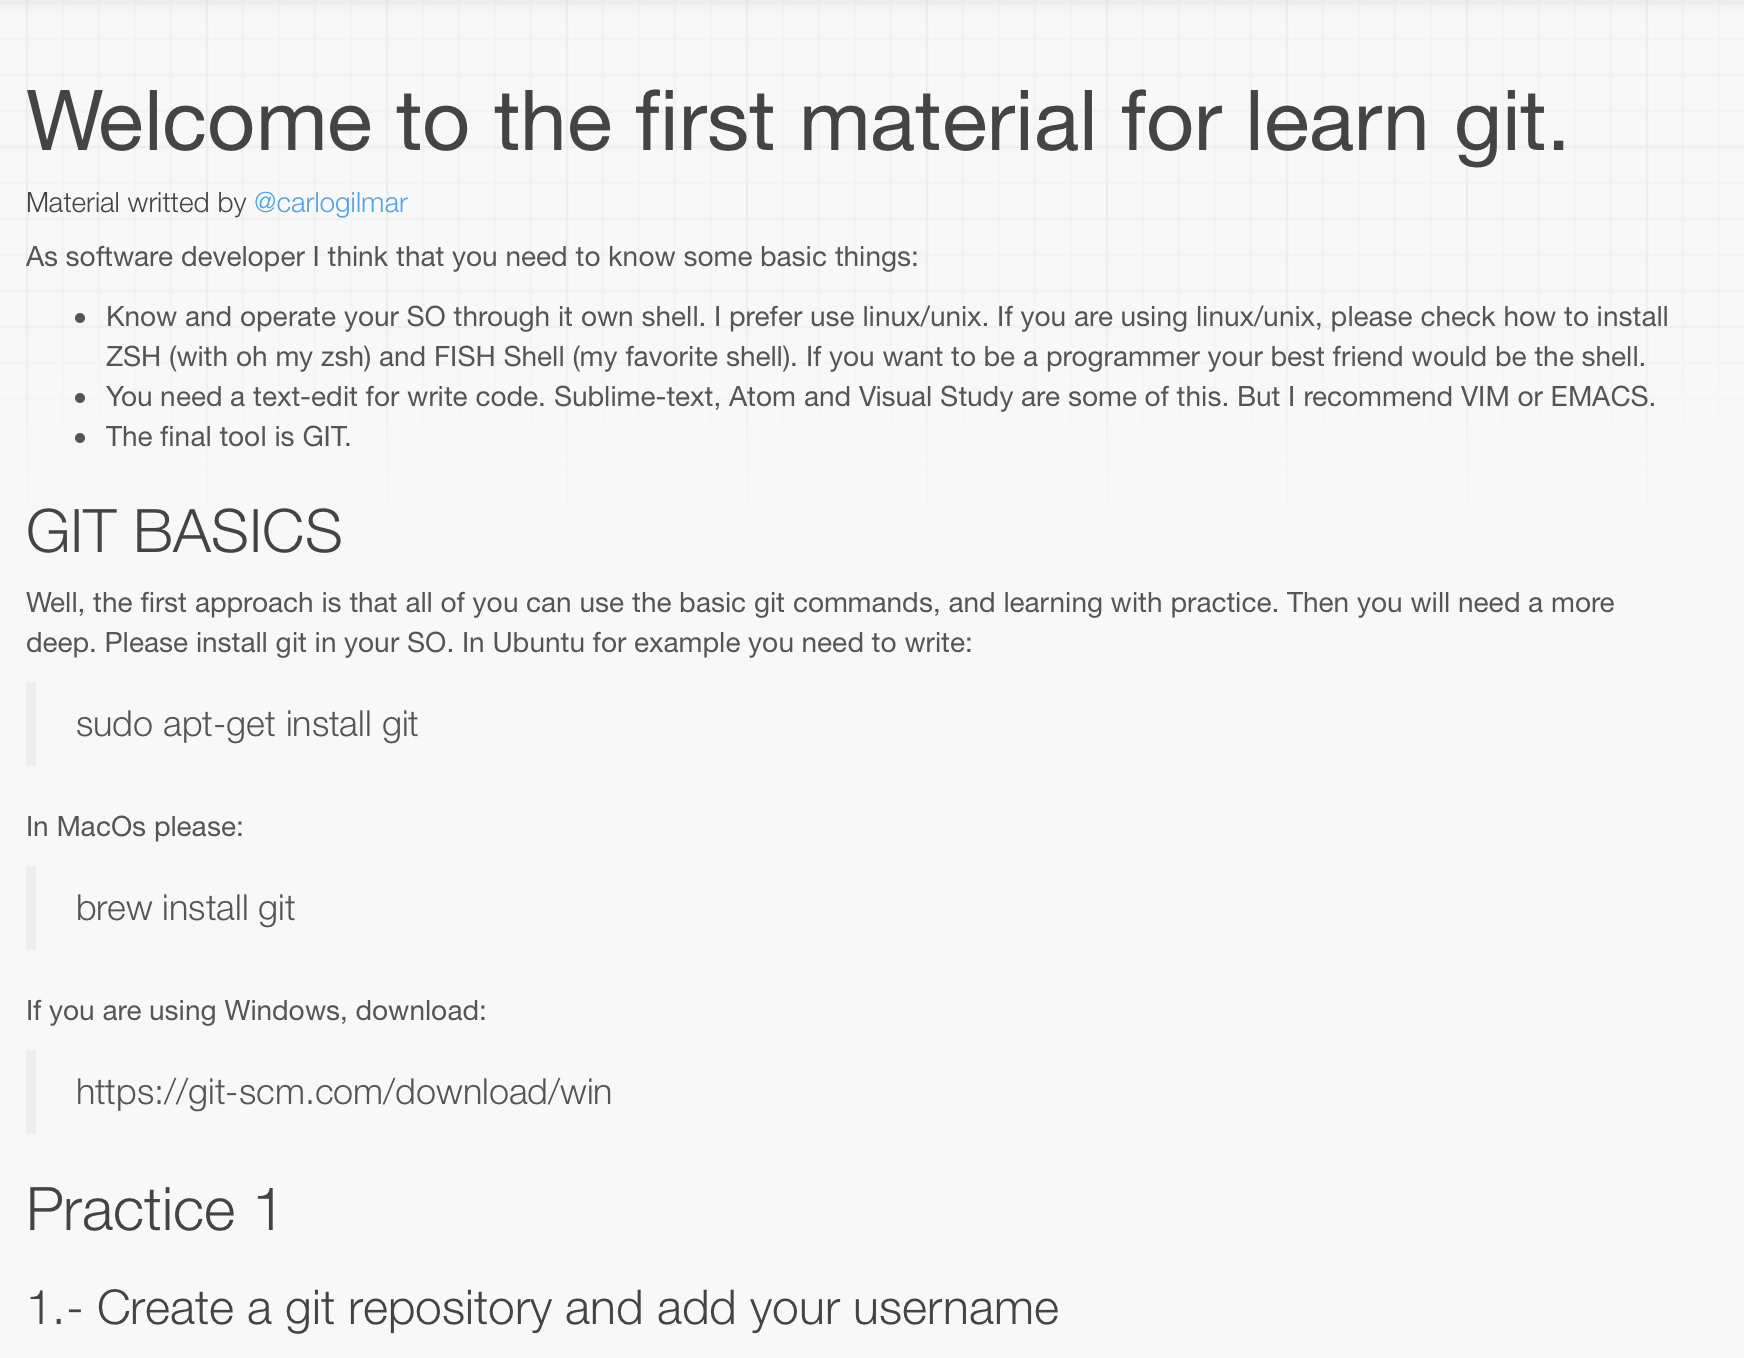 Welcome to the first material for learn git.
Material writted by @carlogilmar
As software developer I think that you need to know some basic things:
• Know and operate your SO through it own shell. I prefer use linux/unix. If you are using linux/unix, please check how to install
ZSH (with oh my zsh) and FISH Shell (my favorite shell). If you want to be a programmer your best friend would be the shell.
• You need a text-edit for write code. Sublime-text, Atom and Visual Study are some of this. But I recommend VIM or EMACS.
• The final tool is GIT.
GIT BASICS
Well, the first approach is that all of you can use the basic git commands, and learning with practice. Then you will need a more
deep. Please install git in your SO. In Ubuntu for example you need to write:
sudo apt-get install git
In MacOs please:
brew install git
If you are using Windows, download:
https://git-scm.com/download/win
Practice 1
1.- Create a git repository and add your username